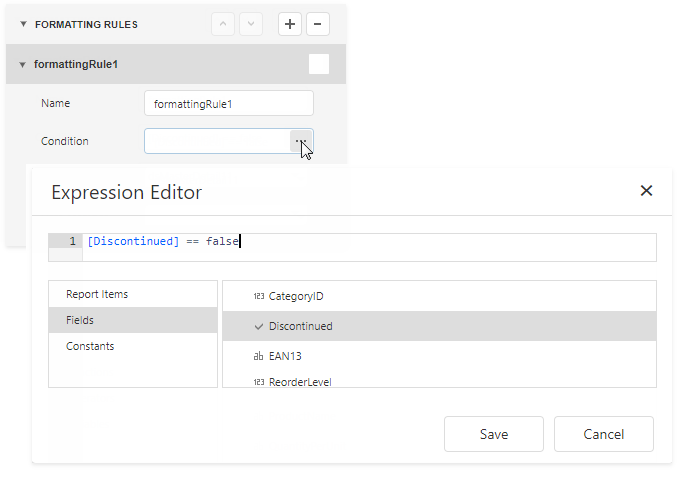 FORMATTING RULES
formattingRule1
Name formattingRule1
Condition ...
Expression Editor
1 [Discontinued] == false
Report Items
Fields
Constants
123 CategoryID
Discontinued
ab EAN13
123 ReorderLevel
Save Cancel